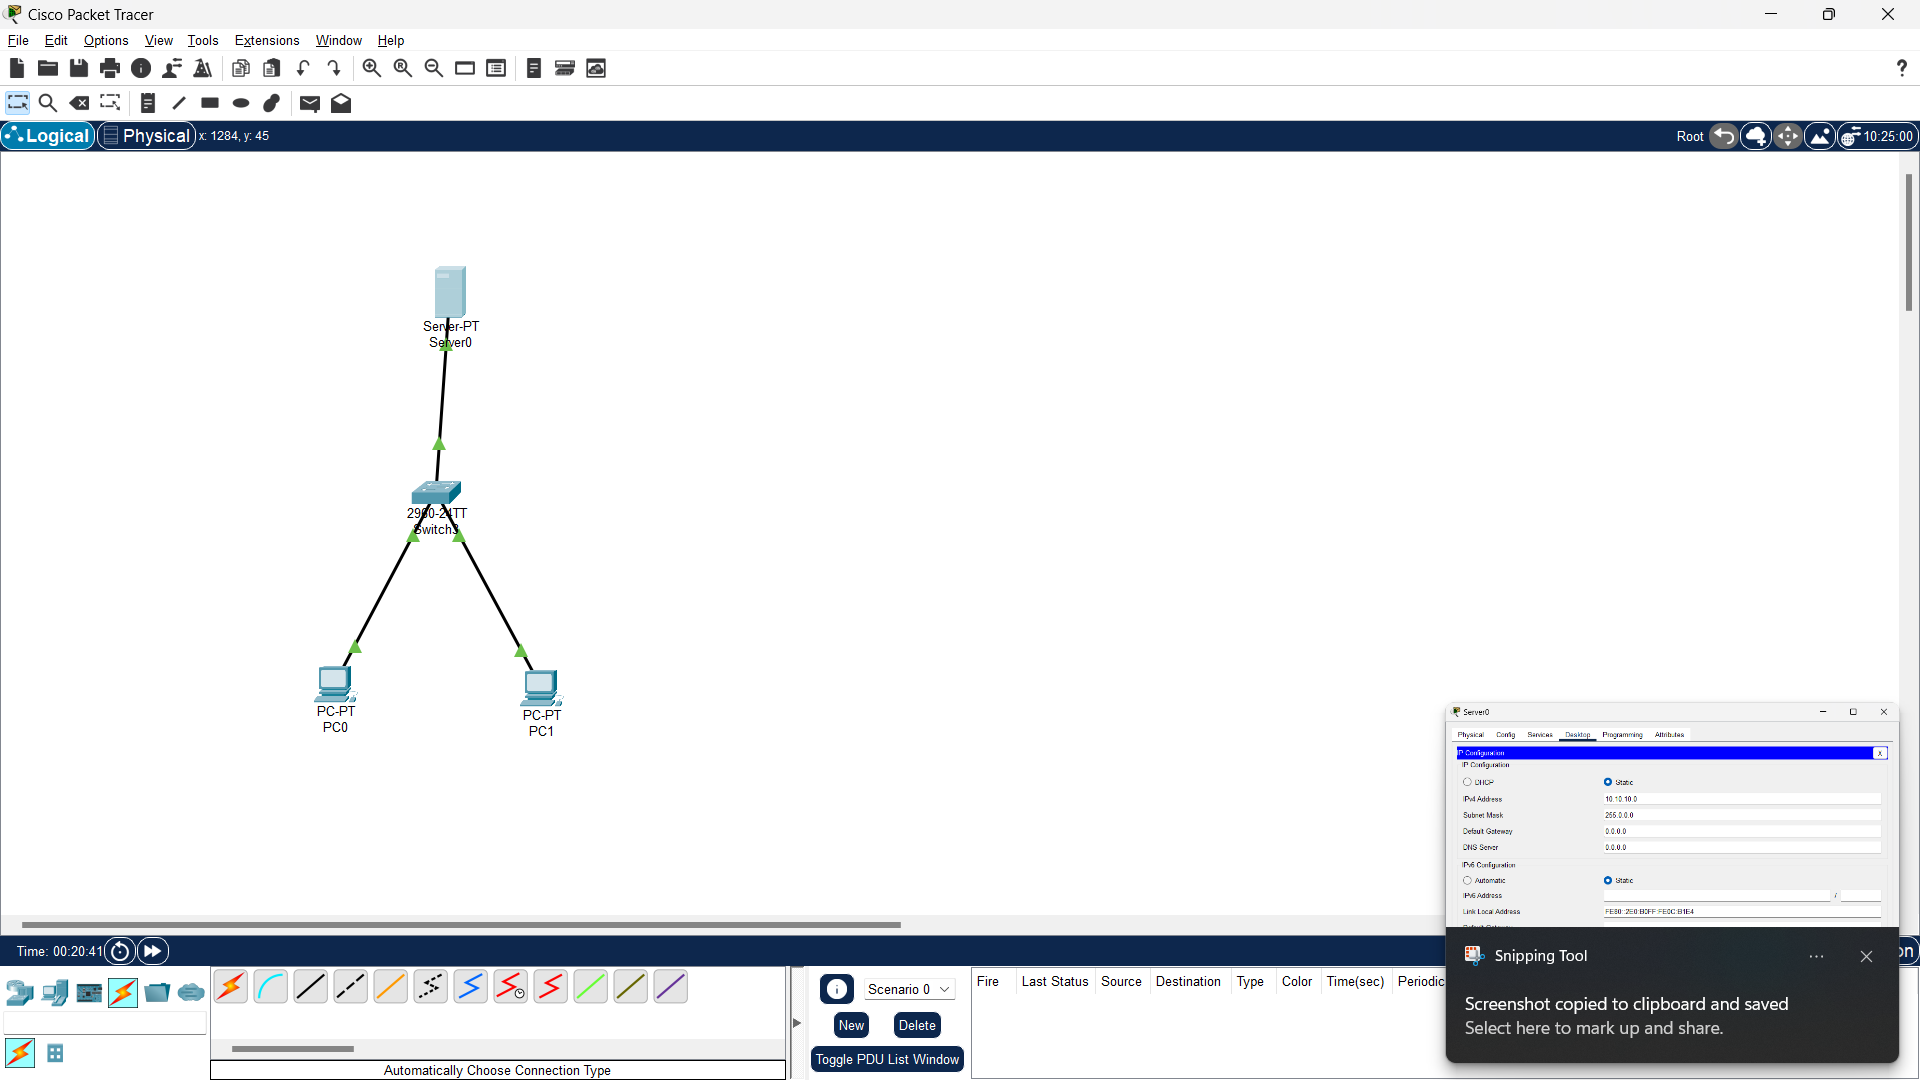 Cisco Packet Tracer
File Edit Options View Tools Extensions Window Help
?
Logical Physical x: 1284, y: 45 Root 10:25:00
Server-PT
Server0
2960-24TT
Switch3
PC-PT
PC0
PC-PT
PC1
Server0
Physical Config Services Desktop Programming Attributes
IP Configuration X
IP Configuration
DHCP Static
IPv4 Address 10.10.10.0
Subnet Mask 255.0.0.0
Default Gateway 0.0.0.0
DNS Server 0.0.0.0
IPv6 Configuration
Automatic Static
IPv6 Address /
Link Local Address FE80::2E0:B0FF:FE0C:B1E4
Time: 00:20:41
Snipping Tool
Screenshot copied to clipboard and saved
Select here to mark up and share.
Scenario 0
New Delete
Toggle PDU List Window
Fire Last Status Source Destination Type Color Time(sec) Periodic
Automatically Choose Connection Type